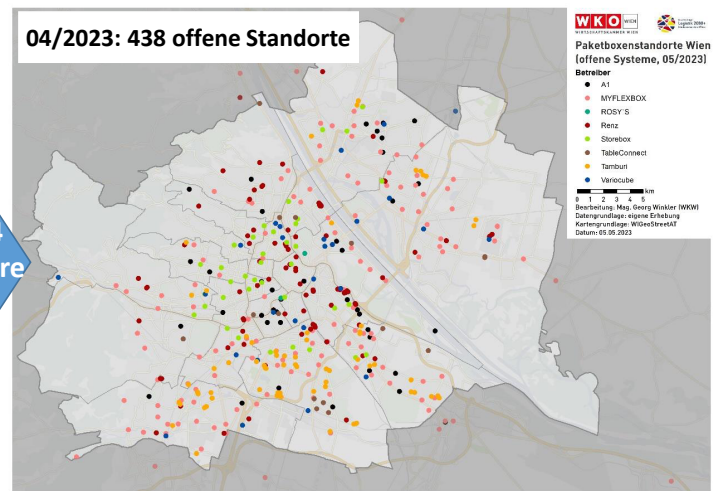 04/2023: 438 offene Standorte
WKO WIEN
WIRTSCHAFTSKAMMER WIEN
Logistik 2030+
Paketboxenstandorte Wien
(offene Systeme, 05/2023)
Betreiber
A1
MYFLEXBOX
ROSY´S
Renz
Storebox
TableConnect
Tamburi
Variocube
0 1 2 3 4 5 km
Bearbeitung: Mag. Georg Winkler (WKW)
Datengrundlage: eigene Erhebung
Kartengrundlage: WIGeoStreetAT
Datum: 05.05.2023
re